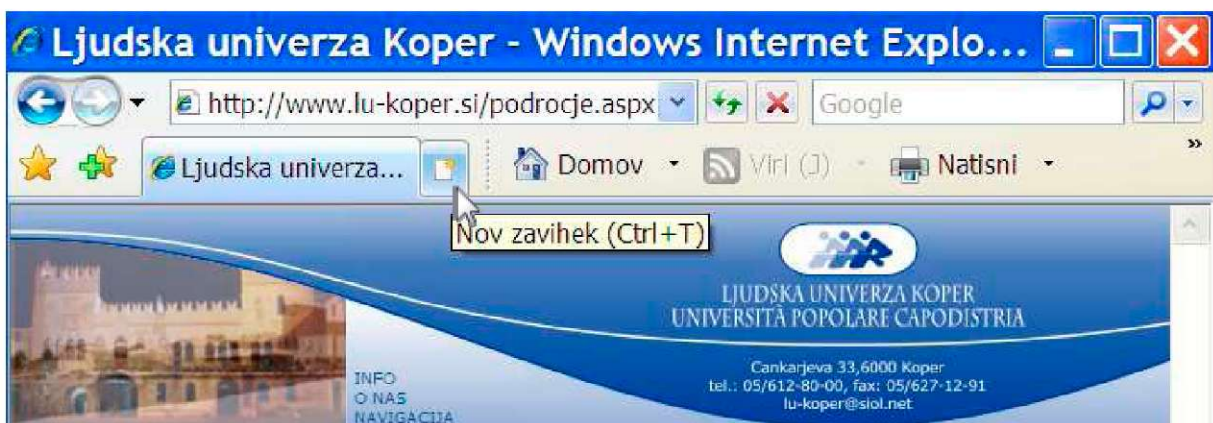 Ljudska univerza Koper - Windows Internet Explo...
http://www.lu-koper.si/podrocje.aspx Google
Ljudska univerza... Domov Viri (J) Natisni »
Nov zavihek (Ctrl+T)
LJUDSKA UNIVERZA KOPER
UNIVERSITÀ POPOLARE CAPODISTRIA
Cankarjeva 33,6000 Koper
tel.: 05/612-80-00, fax: 05/627-12-91
lu-koper@siol.net
INFO
O NAS
NAVIGACIJA